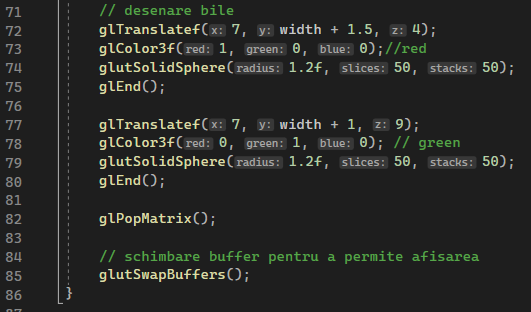 71 // desenare bile
72 glTranslatef(x: 7, y: width + 1.5, z: 4);
73 glColor3f(red: 1, green: 0, blue: 0);//red
74 glutSolidSphere(radius: 1.2f, slices: 50, stacks: 50);
75 glEnd();
76
77 glTranslatef(x: 7, y: width + 1, z: 9);
78 glColor3f(red: 0, green: 1, blue: 0); // green
79 glutSolidSphere(radius: 1.2f, slices: 50, stacks: 50);
80 glEnd();
81
82 glPopMatrix();
83
84 // schimbare buffer pentru a permite afisarea
85 glutSwapBuffers();
86 }